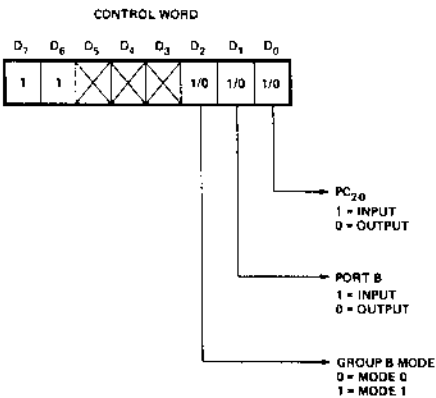 CONTROL WORD
D7 D6 D5 D4 D3 D2 D1 D0
1 1 1/0 1/0 1/0
PC2-0
1 = INPUT
0 = OUTPUT
PORT B
1 = INPUT
0 = OUTPUT
GROUP B MODE
0 = MODE 0
1 = MODE 1